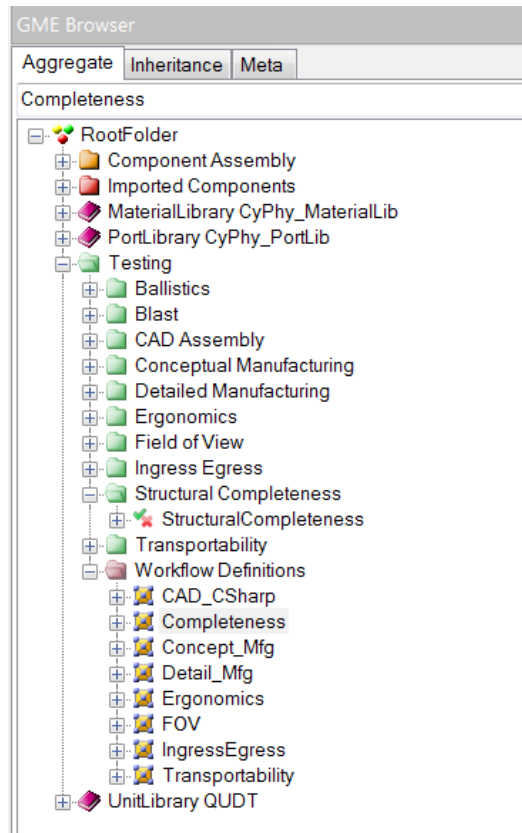 GME Browser
Aggregate Inheritance Meta
Completeness
RootFolder
Component Assembly
Imported Components
MaterialLibrary CyPhy_MaterialLib
PortLibrary CyPhy_PortLib
Testing
Ballistics
Blast
CAD Assembly
Conceptual Manufacturing
Detailed Manufacturing
Ergonomics
Field of View
Ingress Egress
Structural Completeness
StructuralCompleteness
Transportability
Workflow Definitions
CAD_CSharp
Completeness
Concept_Mfg
Detail_Mfg
Ergonomics
FOV
IngressEgress
Transportability
UnitLibrary QUDT